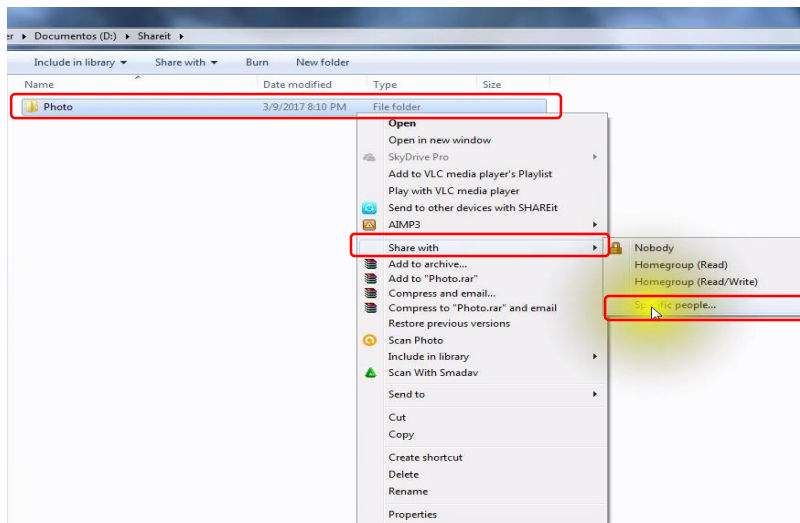 er ▸ Documentos (D:) ▸ Shareit ▸
Include in library ▾ Share with ▾ Burn New folder
Name Date modified Type Size
Photo 3/9/2017 8:10 PM File folder
Open
Open in new window
SkyDrive Pro
Add to VLC media player's Playlist
Play with VLC media player
Send to other devices with SHAREit
AIMP3
Share with
Nobody
Add to archive...
Homegroup (Read)
Add to "Photo.rar"
Homegroup (Read/Write)
Compress and email...
Specific people...
Compress to "Photo.rar" and email
Restore previous versions
Scan Photo
Include in library
Scan With Smadav
Send to
Cut
Copy
Create shortcut
Delete
Rename
Properties